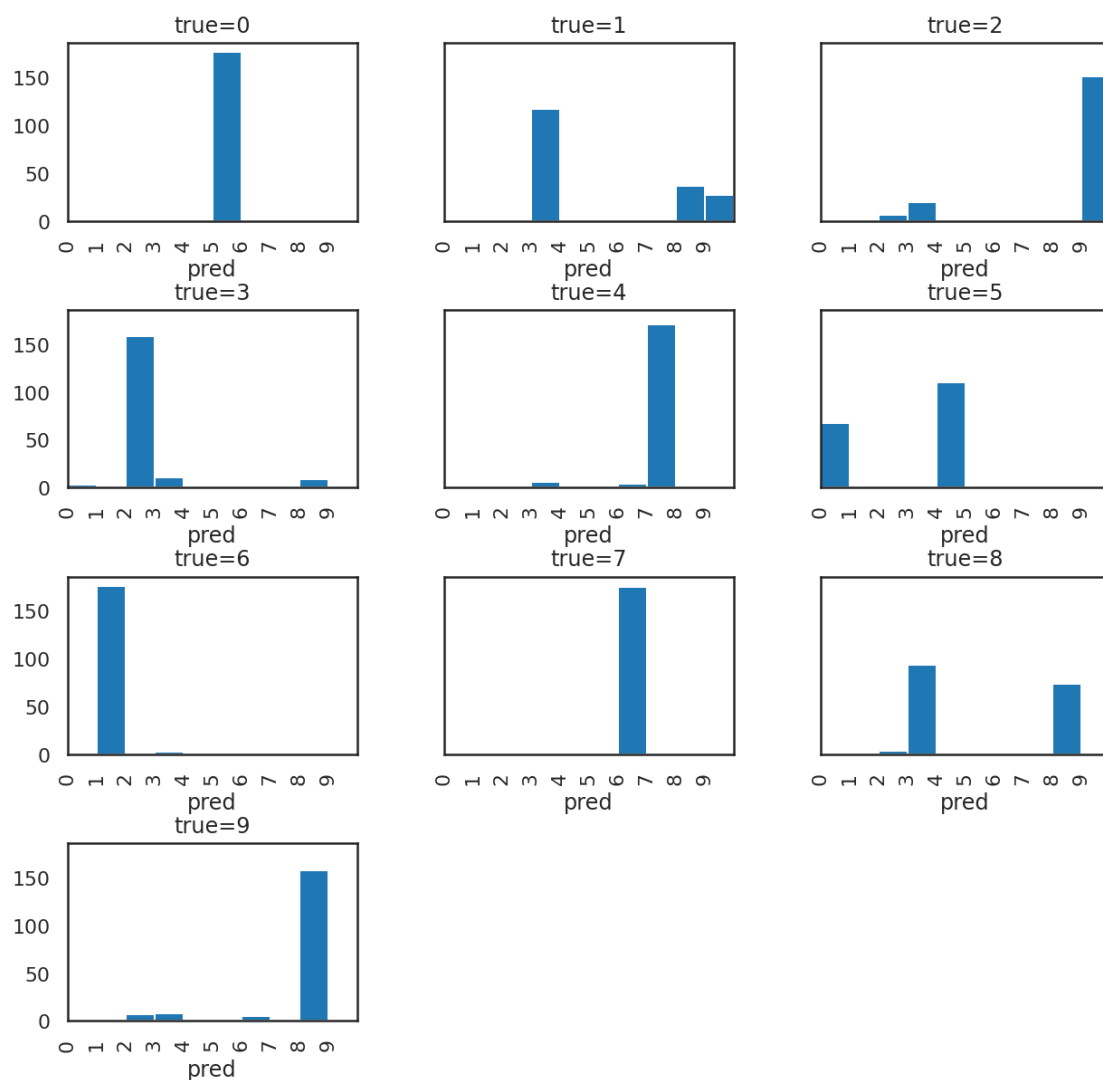 true=0 true=1 true=2
150
100
50
0
0 1 2 3 4 5 6 7 8 9 0 1 2 3 4 5 6 7 8 9 0 1 2 3 4 5 6 7 8 9
pred pred pred
true=3 true=4 true=5
150
100
50
0
0 1 2 3 4 5 6 7 8 9 0 1 2 3 4 5 6 7 8 9 0 1 2 3 4 5 6 7 8 9
pred pred pred
true=6 true=7 true=8
150
100
50
0
0 1 2 3 4 5 6 7 8 9 0 1 2 3 4 5 6 7 8 9 0 1 2 3 4 5 6 7 8 9
pred pred pred
true=9
150
100
50
0
0 1 2 3 4 5 6 7 8 9
pred